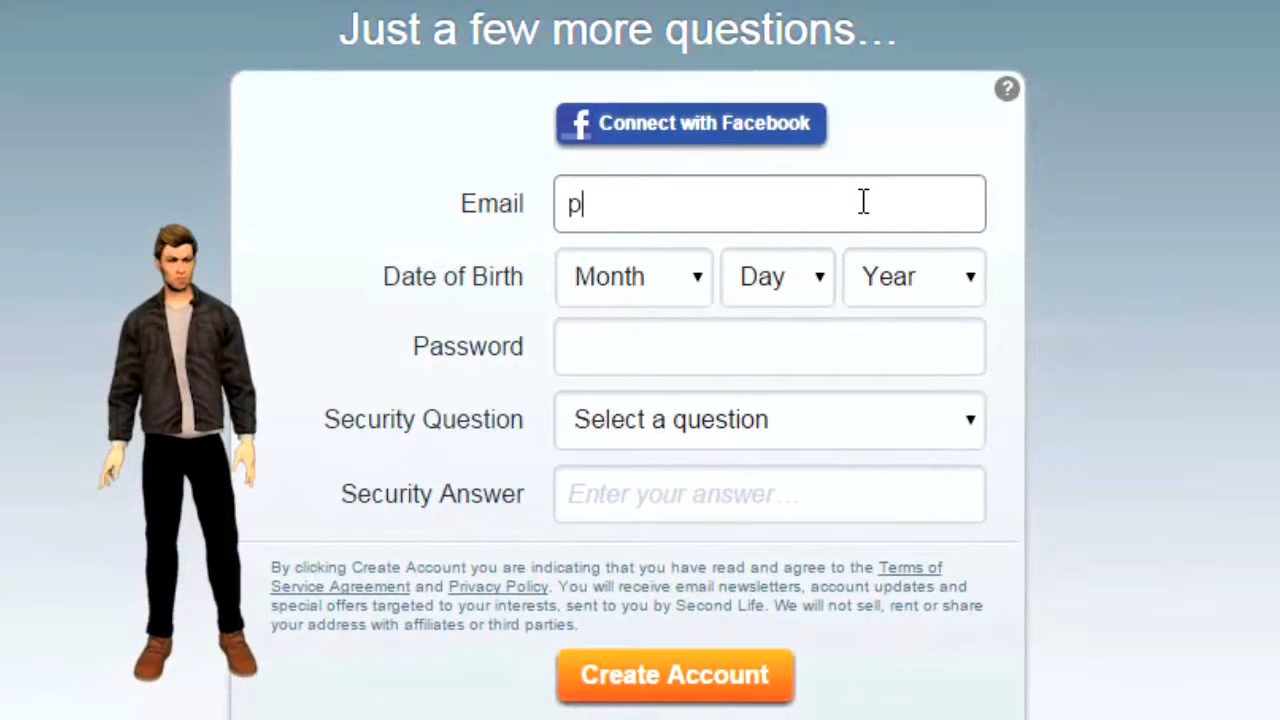 Just a few more questions...
?
f Connect with Facebook
Email p
Date of Birth Month Day Year
Password
Security Question Select a question
Security Answer Enter your answer...
By clicking Create Account you are indicating that you have read and agree to the Terms of
Service Agreement and Privacy Policy. You will receive email newsletters, account updates and
special offers targeted to your interests, sent to you by Second Life. We will not sell, rent or share
your address with affiliates or third parties.
Create Account